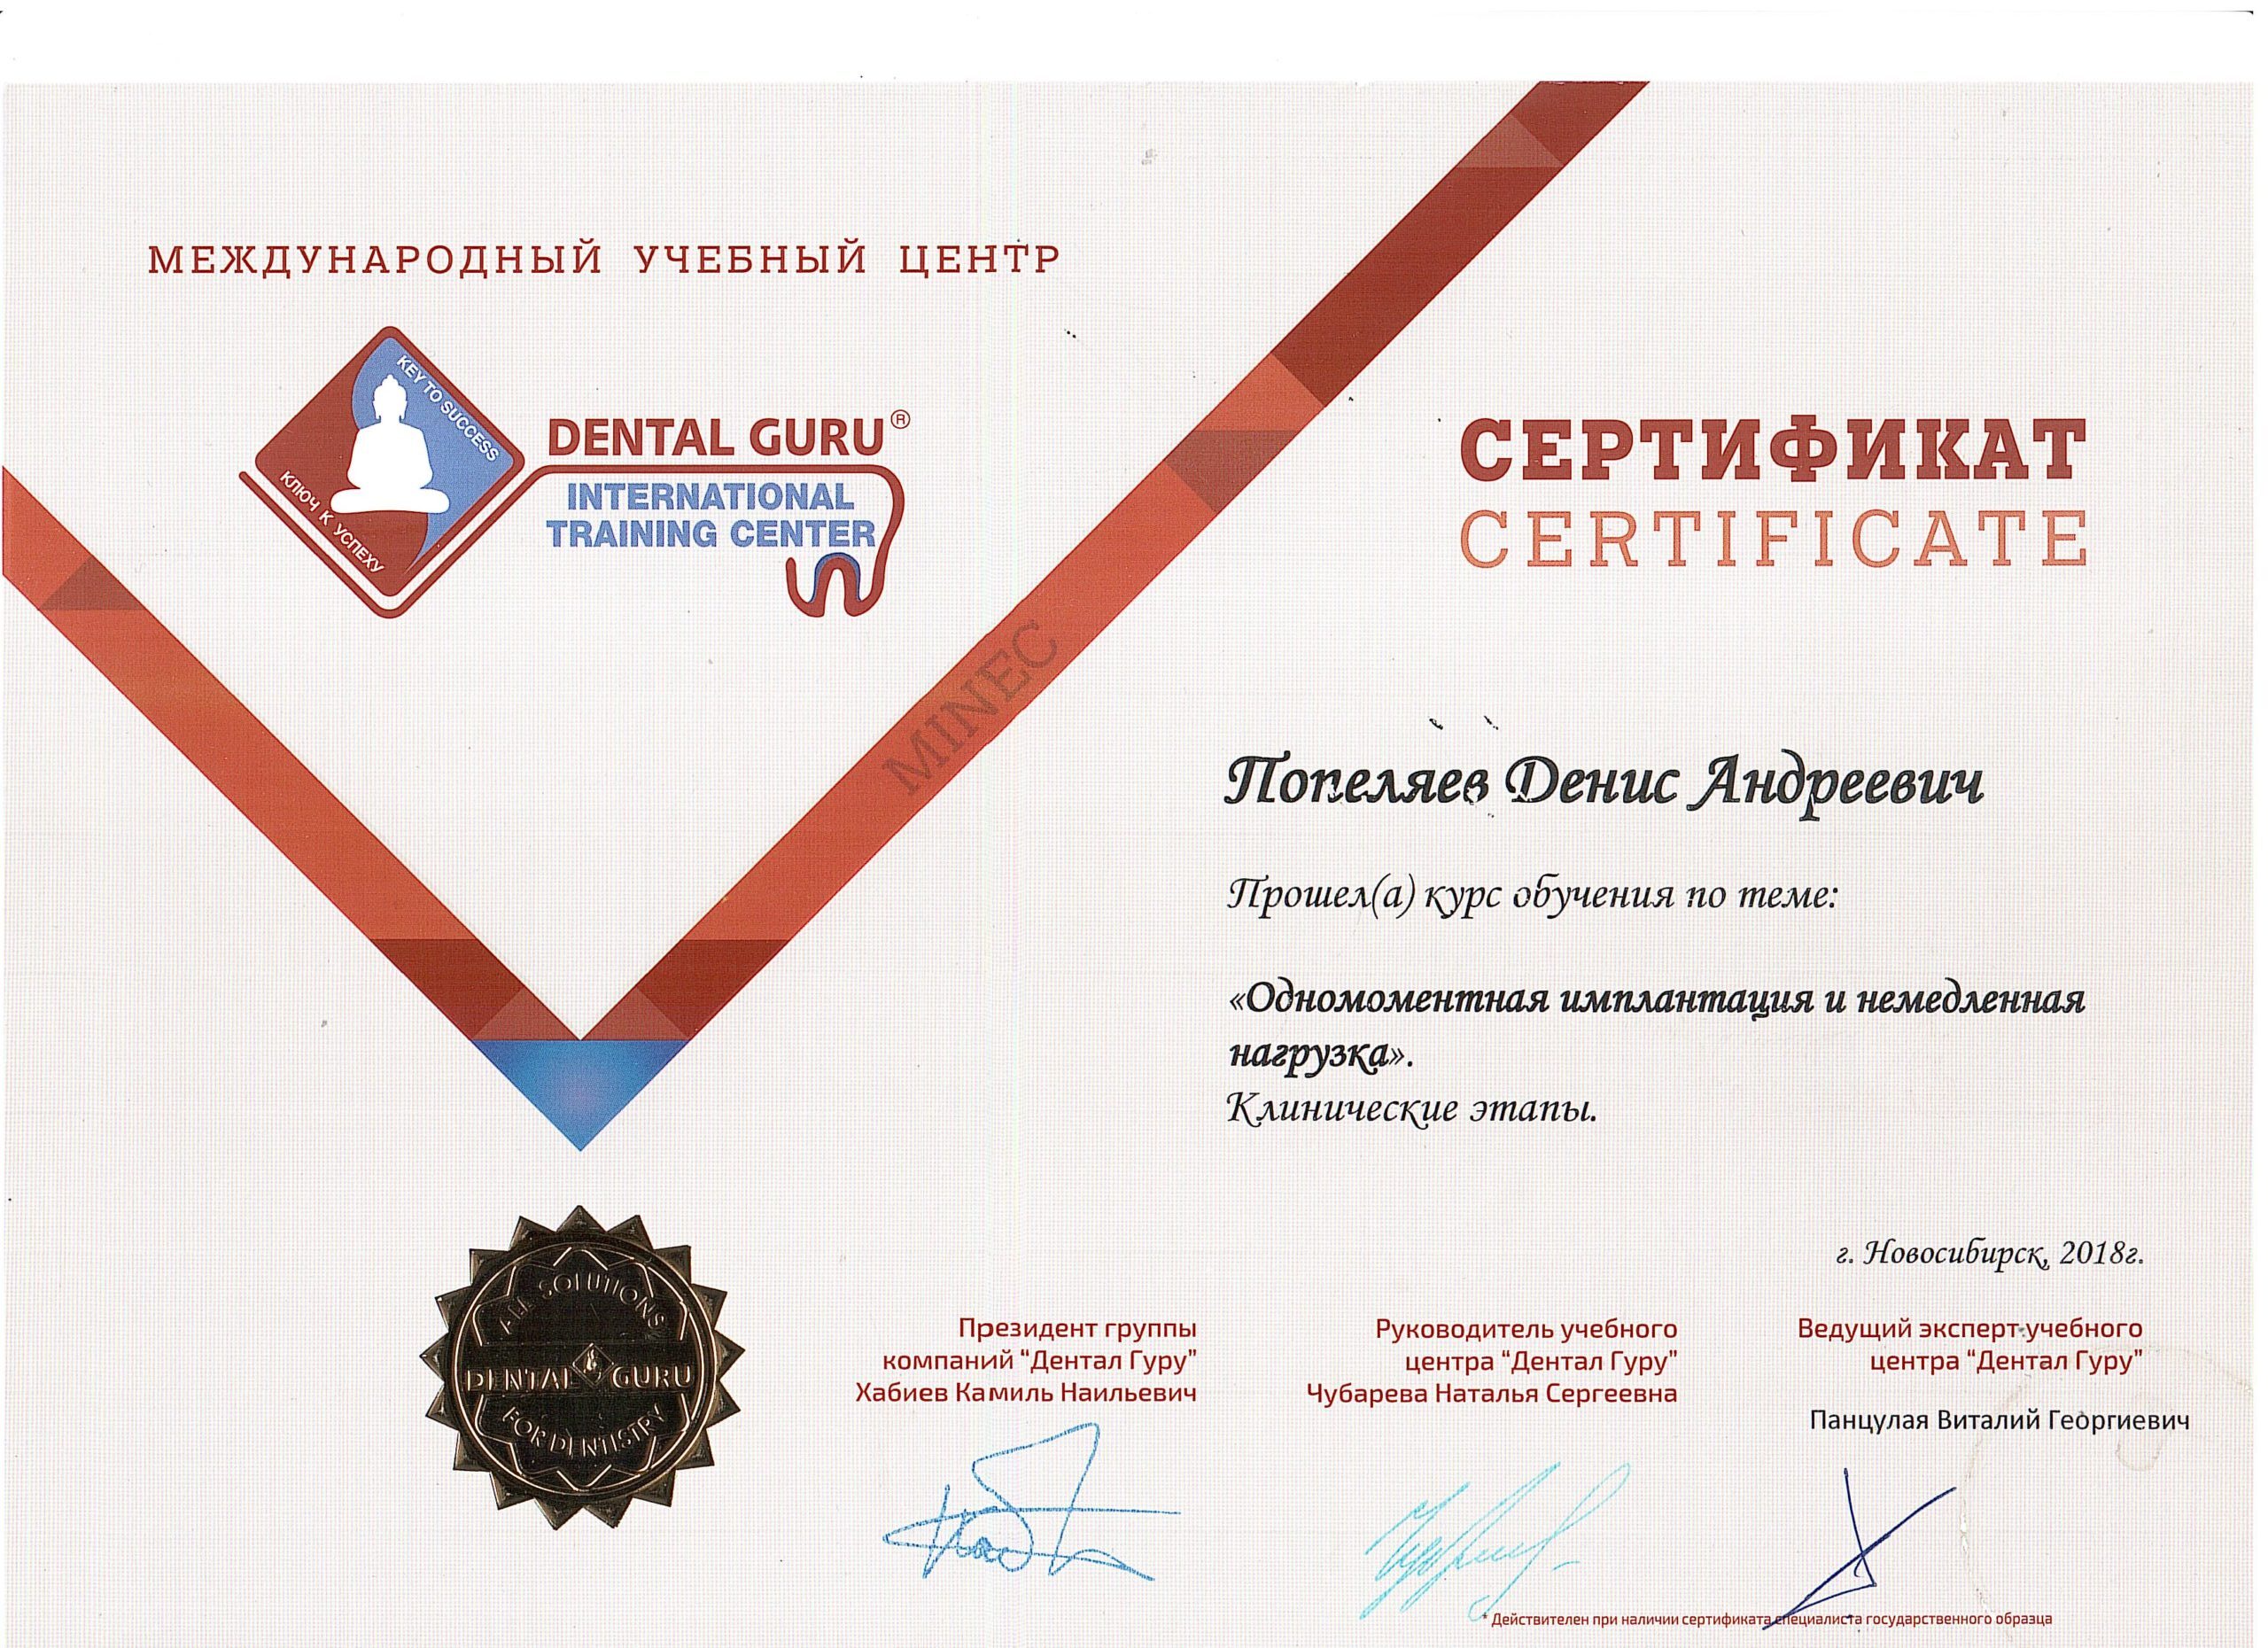 МЕЖДУНАРОДНЫЙ УЧЕБНЫЙ ЦЕНТР
КЛЮЧ К УСПЕХУ
KEY TO SUCCESS
DENTAL GURU®
INTERNATIONAL
TRAINING CENTER
MINEC
СЕРТИФИКАТ
CERTIFICATE
Попеляев Денис Андреевич
Прошел(а) курс обучения по теме:
«Одномоментная имплантация и немедленная
нагрузка».
Клинические этапы.
г. Новосибирск, 2018г.
ALL SOLUTIONS
DENTAL GURU
FOR DENTISTRY
Президент группы
компаний "Дентал Гуру"
Хабиев Камиль Наильевич
Руководитель учебного
центра "Дентал Гуру"
Чубарева Наталья Сергеевна
Ведущий эксперт учебного
центра "Дентал Гуру"
Панцулая Виталий Георгиевич
* Действителен при наличии сертификата специалиста государственного образца